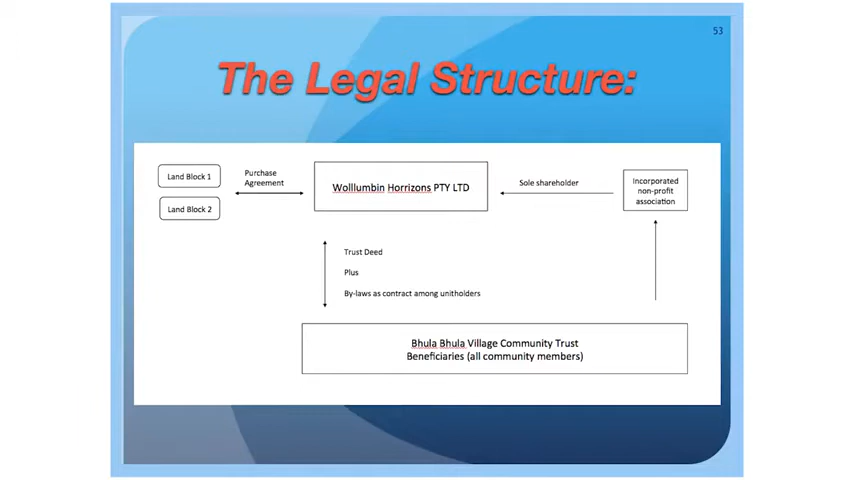 53
The Legal Structure:
Land Block 1
Land Block 2
Purchase
Agreement
Wolllumbin Horrizons PTY LTD
Sole shareholder
Incorporated
non-profit
association
Trust Deed
Plus
By-laws as contract among unitholders
Bhula Bhula Village Community Trust
Beneficiaries (all community members)